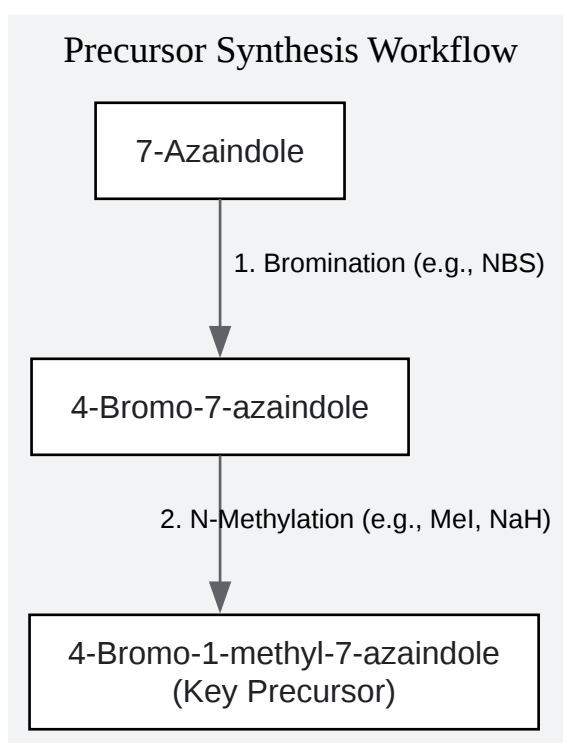 Precursor Synthesis Workflow
7-Azaindole
1. Bromination (e.g., NBS)
4-Bromo-7-azaindole
2. N-Methylation (e.g., MeI, NaH)
4-Bromo-1-methyl-7-azaindole
(Key Precursor)